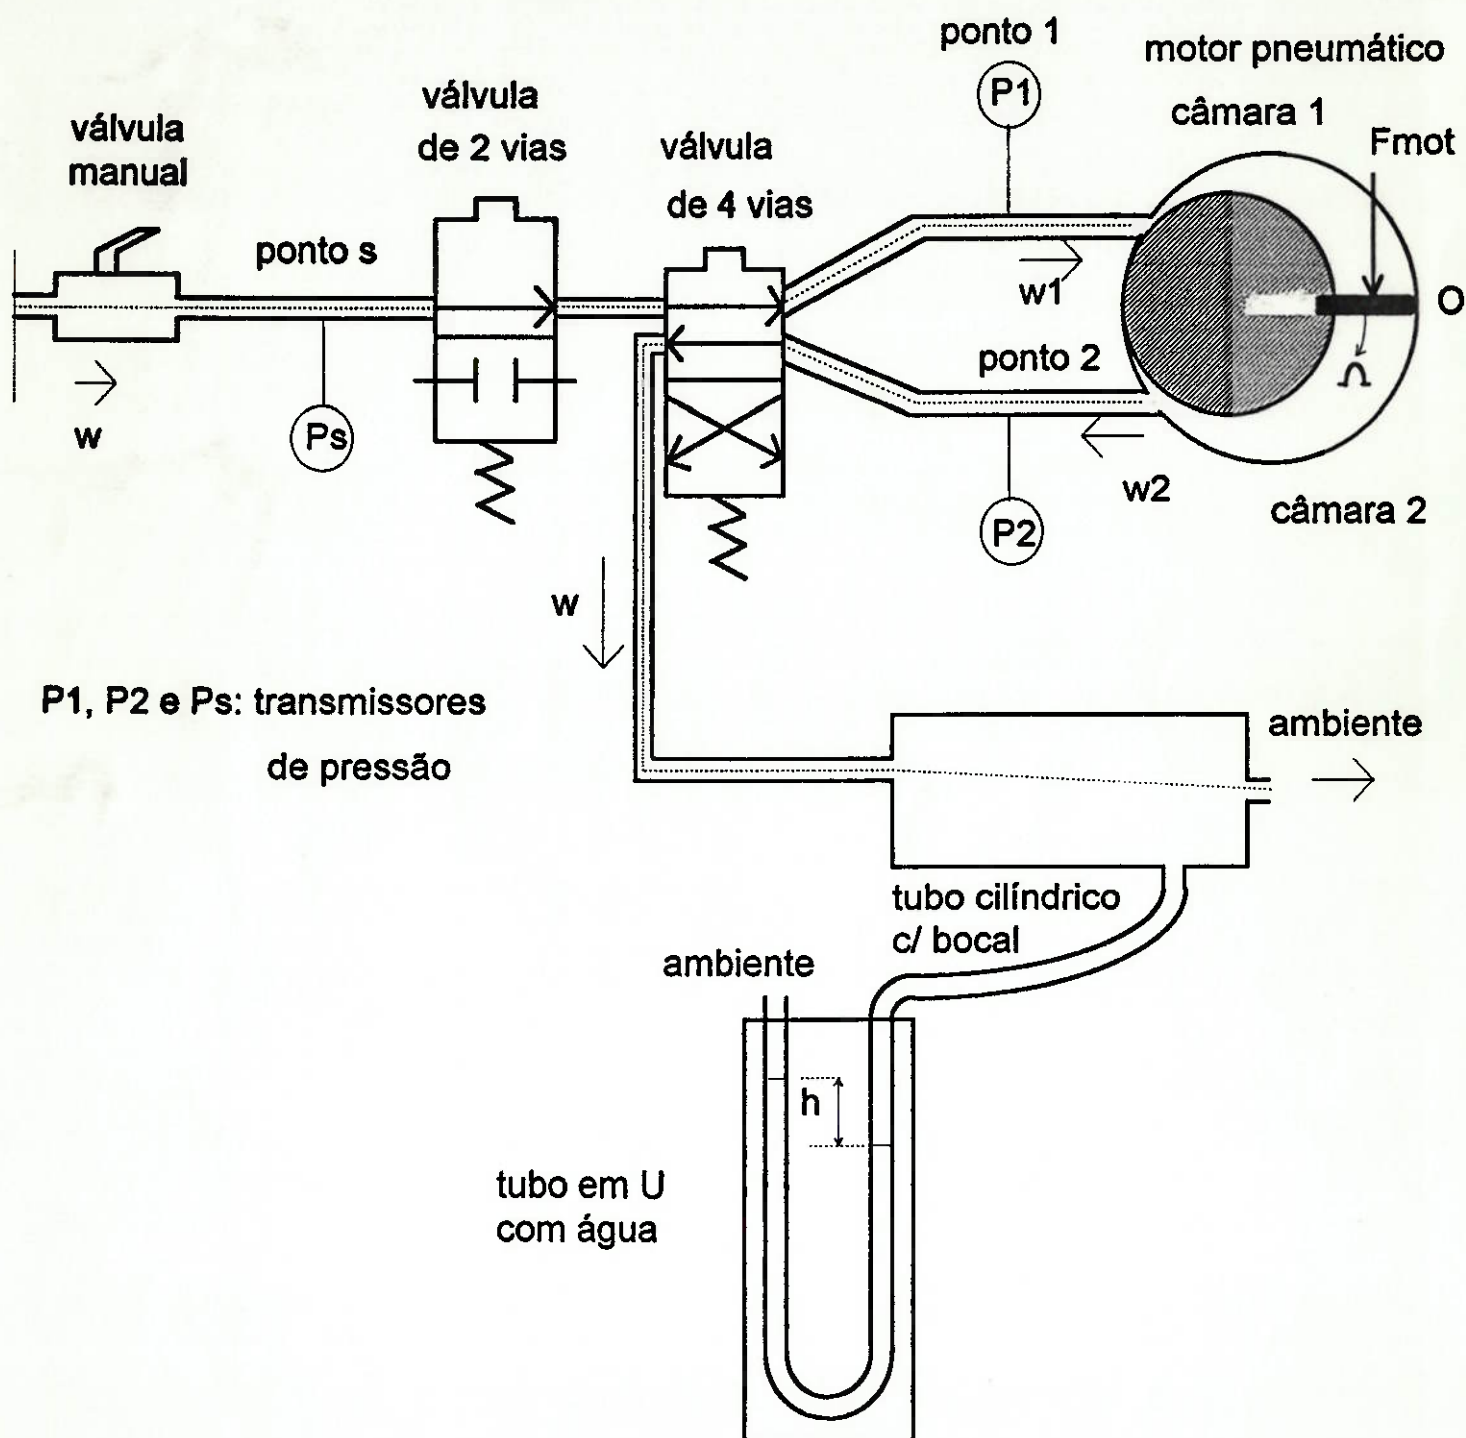 ponto 1
motor pneumático
P1
câmara 1
Fmot
válvula
de 2 vias
válvula
manual
válvula
de 4 vias
ponto s
w1
O
Ω
ponto 2
w
Ps
w2
P2
câmara 2
w
P1, P2 e Ps: transmissores
de pressão
ambiente
tubo cilíndrico
c/ bocal
ambiente
h
tubo em U
com água